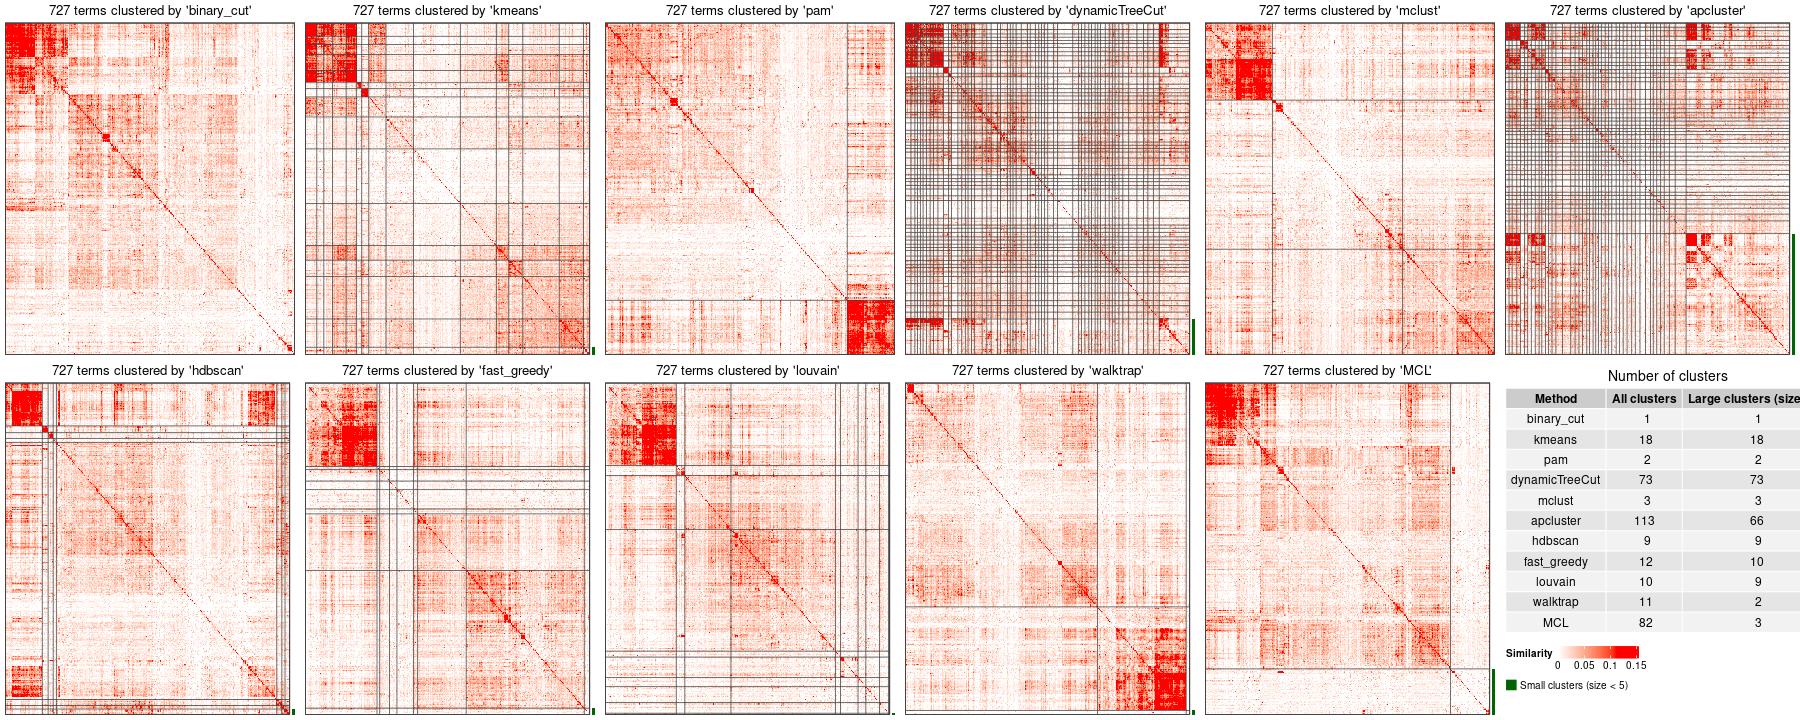 727 terms clustered by 'binary_cut'
727 terms clustered by 'kmeans'
727 terms clustered by 'pam'
727 terms clustered by 'dynamicTreeCut'
727 terms clustered by 'mclust'
727 terms clustered by 'apcluster'
727 terms clustered by 'hdbscan'
727 terms clustered by 'fast_greedy'
727 terms clustered by 'louvain'
727 terms clustered by 'walktrap'
727 terms clustered by 'MCL'
Number of clusters
Method All clusters Large clusters (size
binary_cut 1 1
kmeans 18 18
pam 2 2
dynamicTreeCut 73 73
mclust 3 3
apcluster 113 66
hdbscan 9 9
fast_greedy 12 10
louvain 10 9
walktrap 11 2
MCL 82 3
Similarity
0 0.05 0.1 0.15
Small clusters (size < 5)